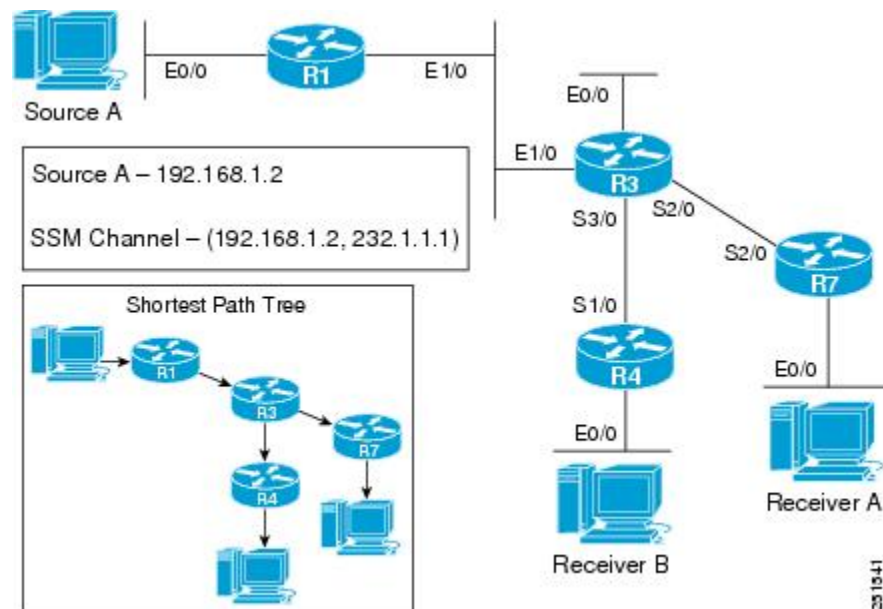 Source A
E0/0
R1
E1/0
E0/0
E1/0
R3
S3/0
S2/0
S2/0
R7
S1/0
R4
E0/0
E0/0
Receiver B
Receiver A
Source A – 192.168.1.2
SSM Channel – (192.168.1.2, 232.1.1.1)
Shortest Path Tree
R1
R3
R7
R4
351541